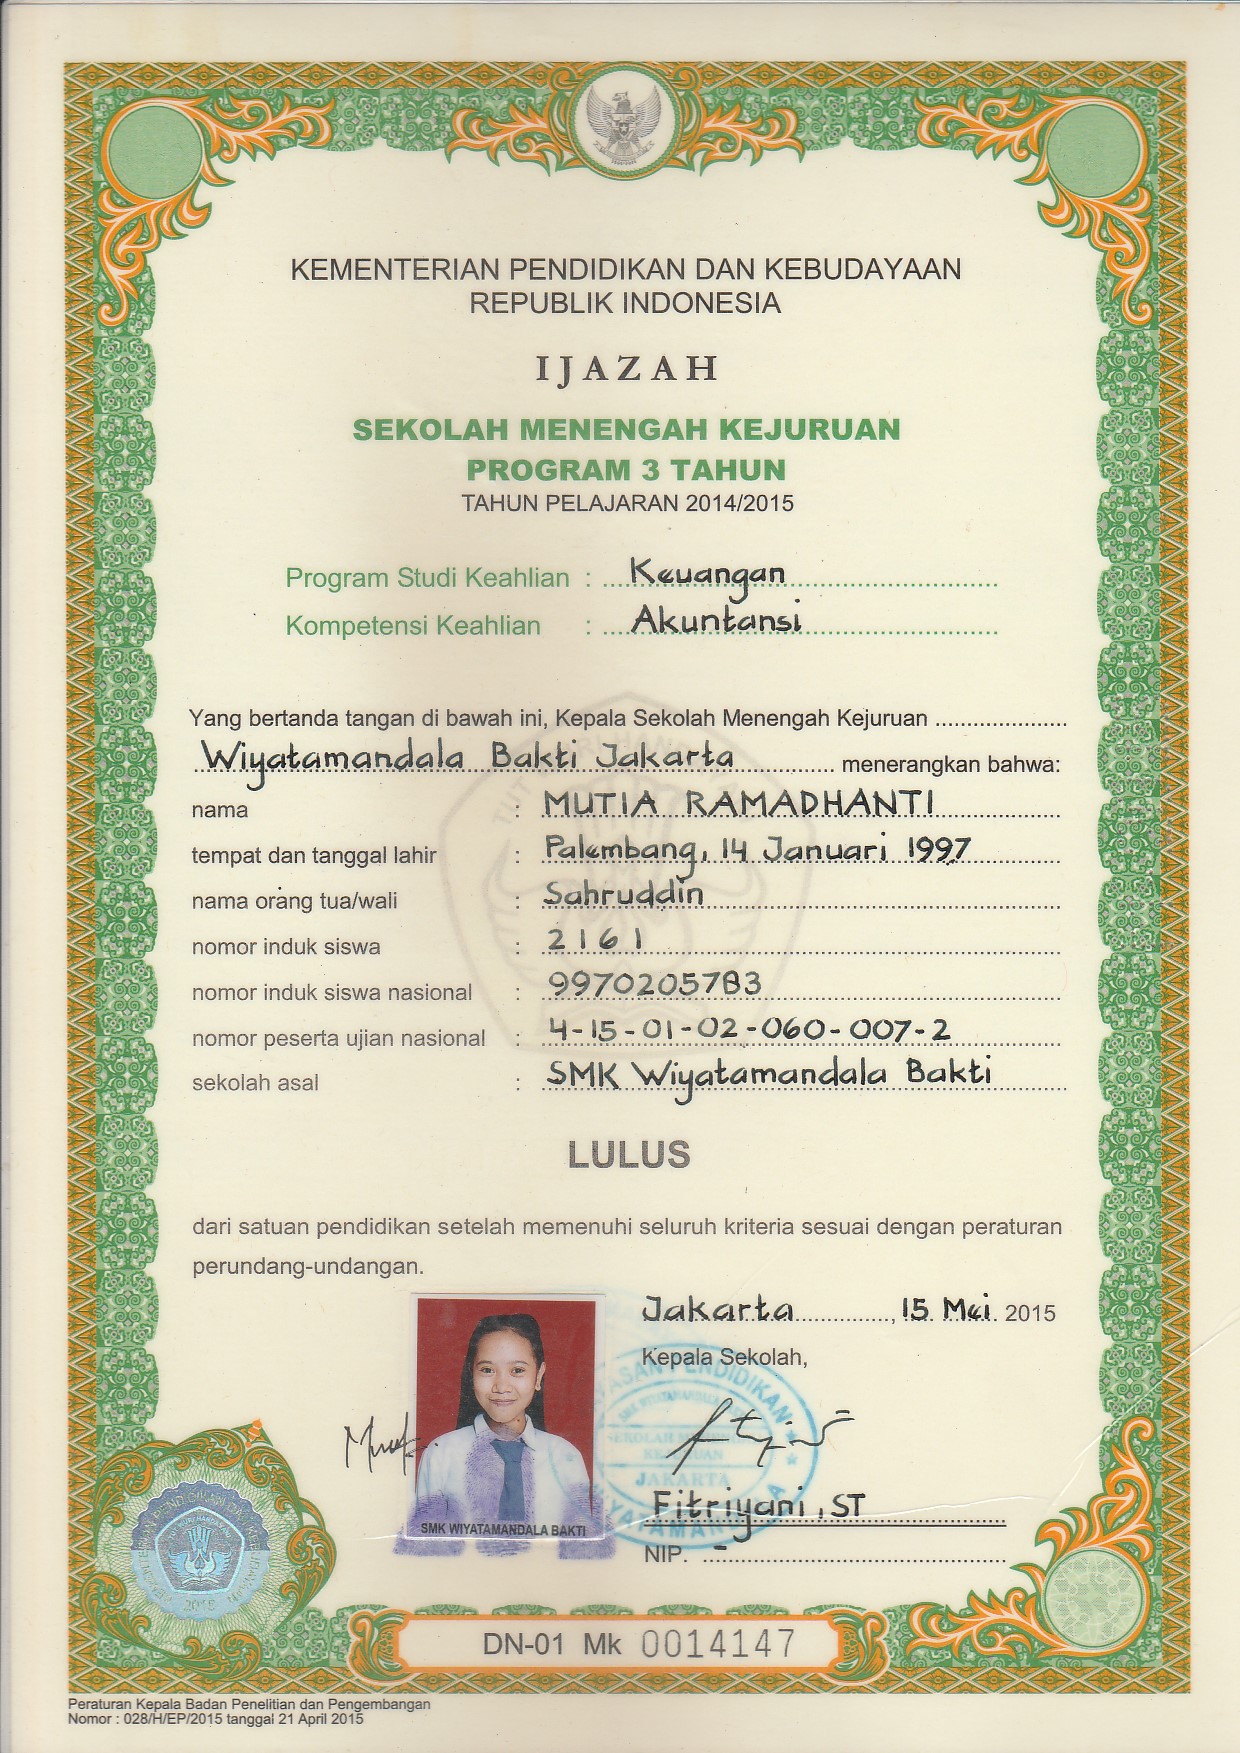 KEMENTERIAN PENDIDIKAN DAN KEBUDAYAAN
REPUBLIK INDONESIA
IJAZAH
SEKOLAH MENENGAH KEJURUAN
PROGRAM 3 TAHUN
TAHUN PELAJARAN 2014/2015
Program Studi Keahlian : Keuangan
Kompetensi Keahlian : Akuntansi
Yang bertanda tangan di bawah ini, Kepala Sekolah Menengah Kejuruan
Wiyatamandala Bakti Jakarta menerangkan bahwa:
nama : MUTIA RAMADHANTI
tempat dan tanggal lahir : Palembang, 14 Januari 1997
nama orang tua/wali : Sahruddin
nomor induk siswa : 2161
nomor induk siswa nasional : 9970205783
nomor peserta ujian nasional : 4-15-01-02-060-007-2
sekolah asal : SMK Wiyatamandala Bakti
LULUS
dari satuan pendidikan setelah memenuhi seluruh kriteria sesuai dengan peraturan
perundang-undangan.
Jakarta, 15 Mei 2015
Kepala Sekolah,
SMK WIYATAMANDALA BAKTI
Fitriyani, ST
NIP. -
DN-01 Mk 0014147
Peraturan Kepala Badan Penelitian dan Pengembangan
Nomor : 028/H/EP/2015 tanggal 21 April 2015